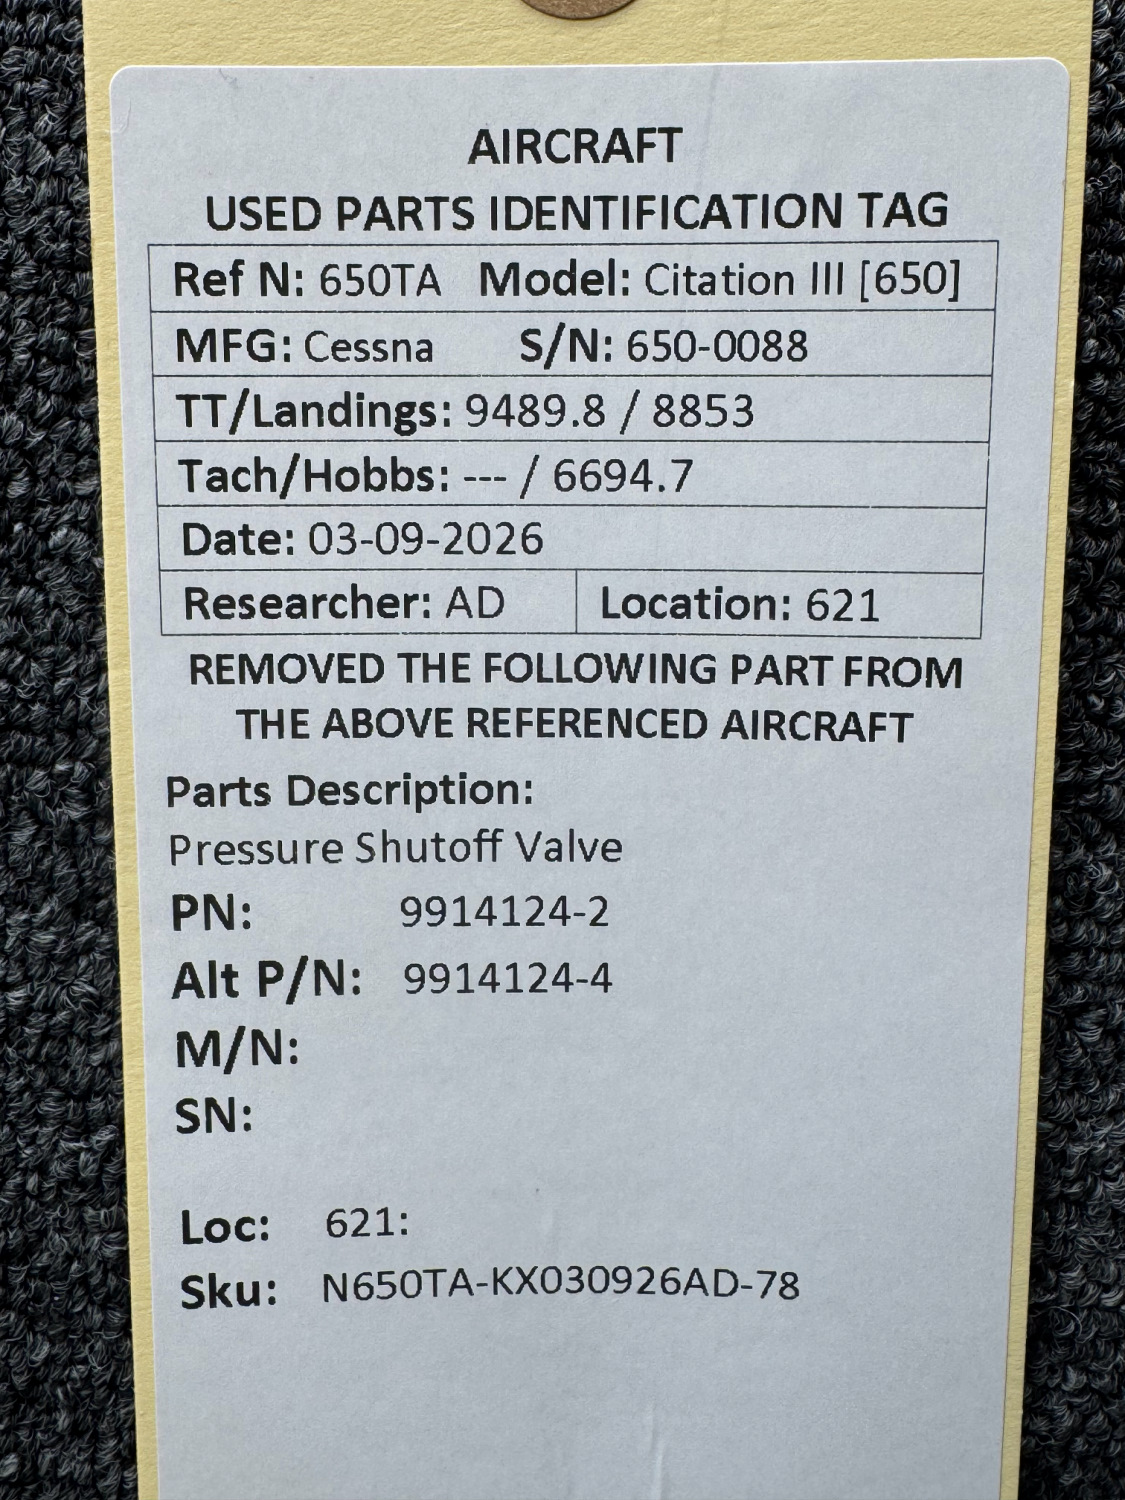 AIRCRAFT
USED PARTS IDENTIFICATION TAG
Ref N: 650TA Model: Citation III [650]
MFG: Cessna S/N: 650-0088
TT/Landings: 9489.8 / 8853
Tach/Hobbs: --- / 6694.7
Date: 03-09-2026
Researcher: AD Location: 621
REMOVED THE FOLLOWING PART FROM
THE ABOVE REFERENCED AIRCRAFT
Parts Description:
Pressure Shutoff Valve
PN: 9914124-2
Alt P/N: 9914124-4
M/N:
SN:
Loc: 621:
Sku: N650TA-KX030926AD-78